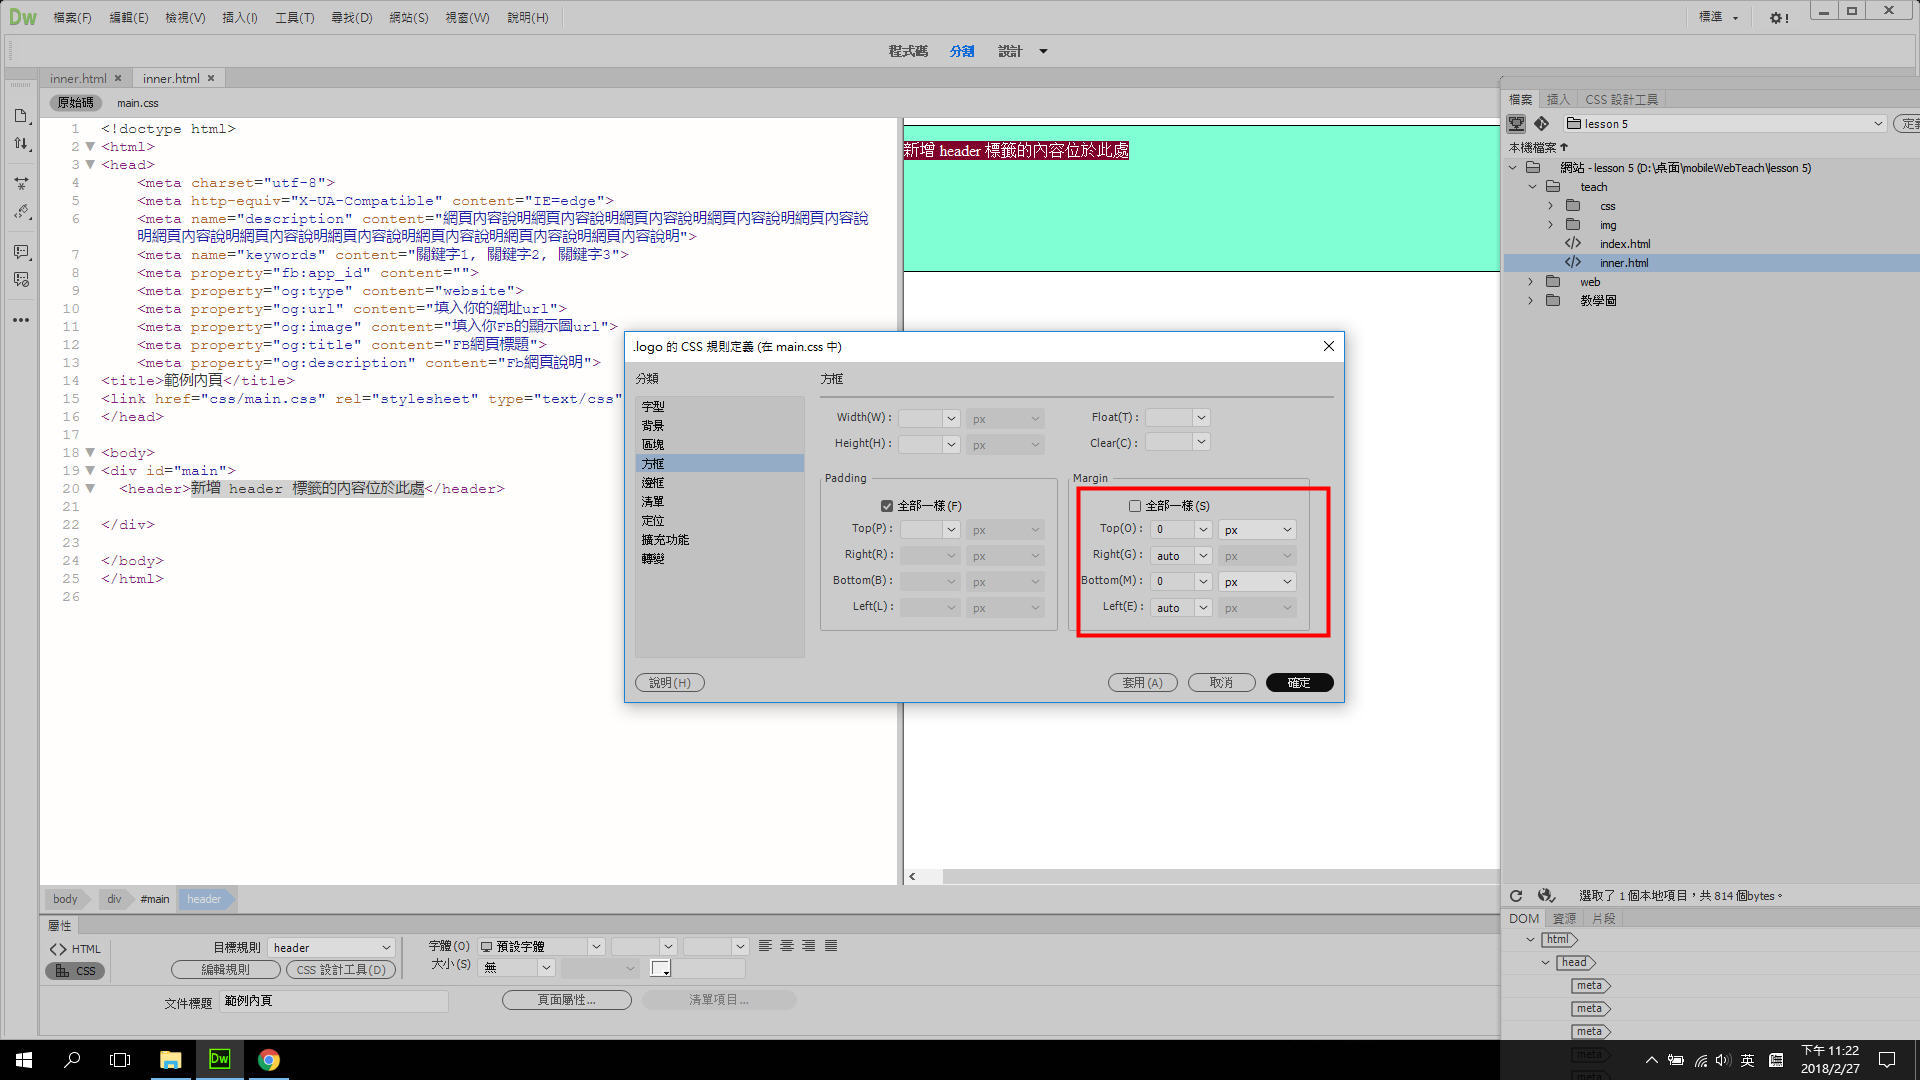 Dw 檔案(F) 編輯(E) 檢視(V) 插入(I) 工具(T) 尋找(D) 網站(S) 視窗(W) 說明(H) 標準
程式碼 分割 設計
inner.html × inner.html ×
原始碼 main.css
1 <!doctype html>
2 <html>
3 <head>
4 <meta charset="utf-8">
5 <meta http-equiv="X-UA-Compatible" content="IE=edge">
6 <meta name="description" content="網頁內容說明網頁內容說明網頁內容說明網頁內容說明網頁內容說
明網頁內容說明網頁內容說明網頁內容說明網頁內容說明網頁內容說明網頁內容說明">
7 <meta name="keywords" content="關鍵字1, 關鍵字2, 關鍵字3">
8 <meta property="fb:app_id" content="">
9 <meta property="og:type" content="website">
10 <meta property="og:url" content="填入你的網址url">
11 <meta property="og:image" content="填入你FB的顯示圖url">
12 <meta property="og:title" content="FB網頁標題">
13 <meta property="og:description" content="Fb網頁說明">
14 <title>範例內頁</title>
15 <link href="css/main.css" rel="stylesheet" type="text/css"
16 </head>
17
18 <body>
19 <div id="main">
20 <header>新增 header 標籤的內容位於此處</header>
21
22 </div>
23
24 </body>
25 </html>
26
新增 header 標籤的內容位於此處
.logo 的 CSS 規則定義 (在 main.css 中)
分類
字型
背景
區塊
方框
邊框
清單
定位
擴充功能
轉變
方框
Width(W) : px Float(T) :
Height(H) : px Clear(C) :
Padding
全部一樣(F)
Top(P) : px
Right(R) : px
Bottom(B) : px
Left(L) : px
Margin
全部一樣(S)
Top(O) : 0 px
Right(G) : auto px
Bottom(M) : 0 px
Left(E) : auto px
說明(H) 套用(A) 取消 確定
檔案 插入 CSS 設計工具
lesson 5 定義
本機檔案
網站 - lesson 5 (D:\桌面\mobileWebTeach\lesson 5)
teach
css
img
index.html
inner.html
web
教學圖
選取了 1 個本地項目，共 814 個bytes。
DOM 資源 片段
html
head
meta
meta
meta
meta
meta
body div #main header
屬性
HTML
CSS
目標規則 header
編輯規則 CSS 設計工具(D)
字體(O) 預設字體
大小(S) 無
文件標題 範例內頁
頁面屬性... 清單項目...
Dw
英
下午 11:22
2018/2/27